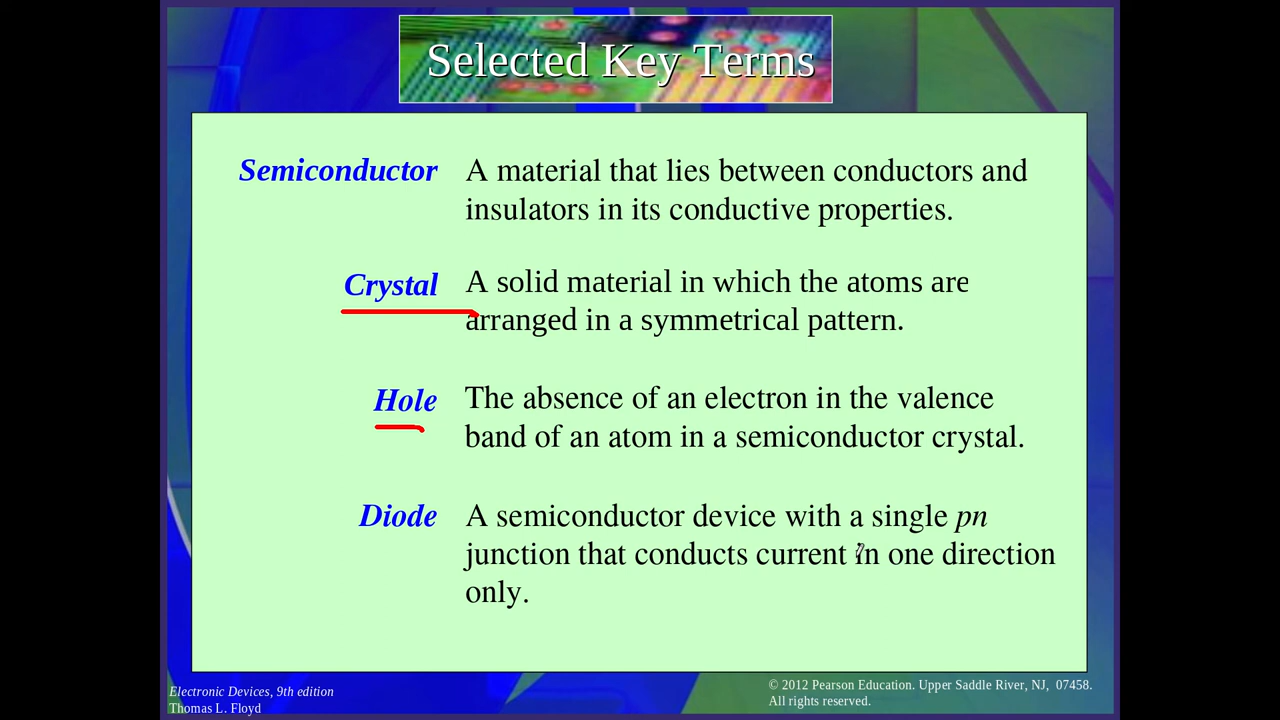 Selected Key Terms
Semiconductor A material that lies between conductors and
insulators in its conductive properties.
Crystal A solid material in which the atoms are
arranged in a symmetrical pattern.
Hole The absence of an electron in the valence
band of an atom in a semiconductor crystal.
Diode A semiconductor device with a single pn
junction that conducts current in one direction
only.
Electronic Devices, 9th edition
Thomas L. Floyd
© 2012 Pearson Education. Upper Saddle River, NJ, 07458.
All rights reserved.